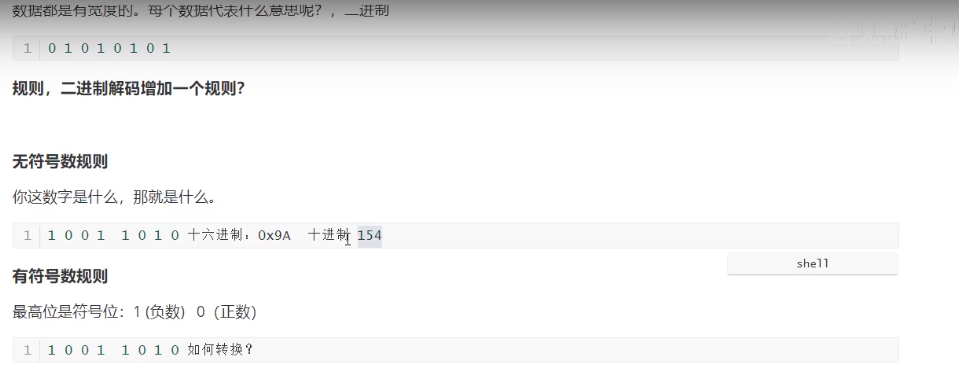 数据都是有宽度的。每个数据代表什么意思呢？，二进制
1 0 1 0 1 0 1 0 1
规则，二进制解码增加一个规则？
无符号数规则
你这数字是什么，那就是什么。
1 1 0 0 1 1 0 1 0 十六进制：0x9A 十进制 154
shell
有符号数规则
最高位是符号位：1 (负数) 0（正数）
1 1 0 0 1 1 0 1 0 如何转换？